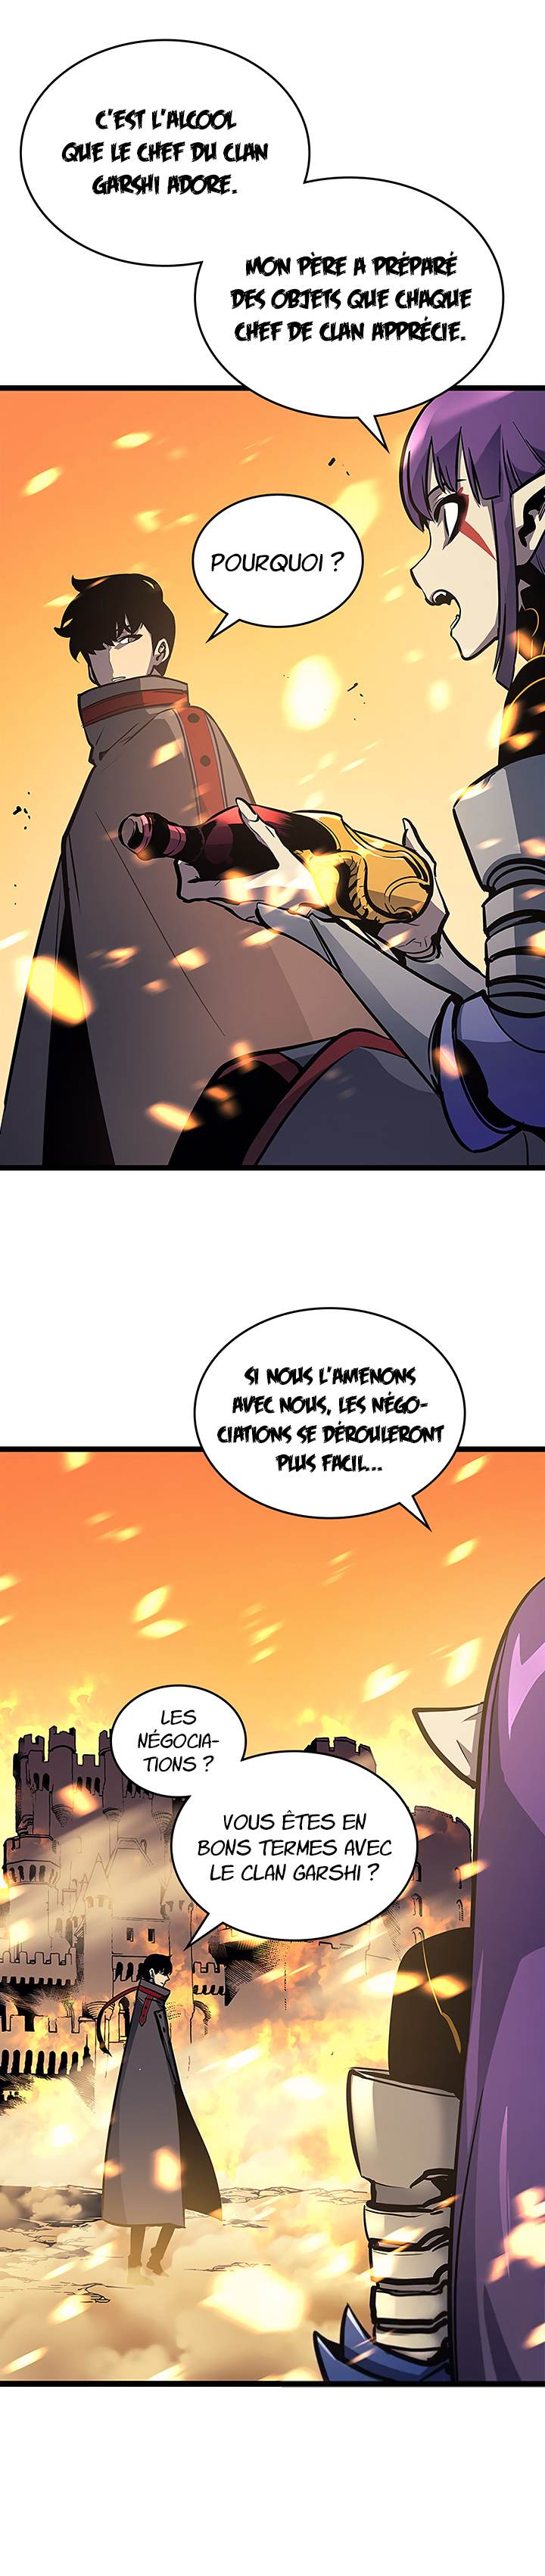 C'EST L'ALCOOL
QUE LE CHEF DU CLAN
GARSHI ADORE.
MON PÈRE A PRÉPARÉ
DES OBJETS QUE CHAQUE
CHEF DE CLAN APPRÉCIE.
POURQUOI ?
SI NOUS L'AMENONS
AVEC NOUS, LES NÉGO-
CIATIONS SE DÉROULERONT
PLUS FACIL...
LES
NÉGOCIA-
TIONS ?
VOUS ÊTES EN
BONS TERMES AVEC
LE CLAN GARSHI ?